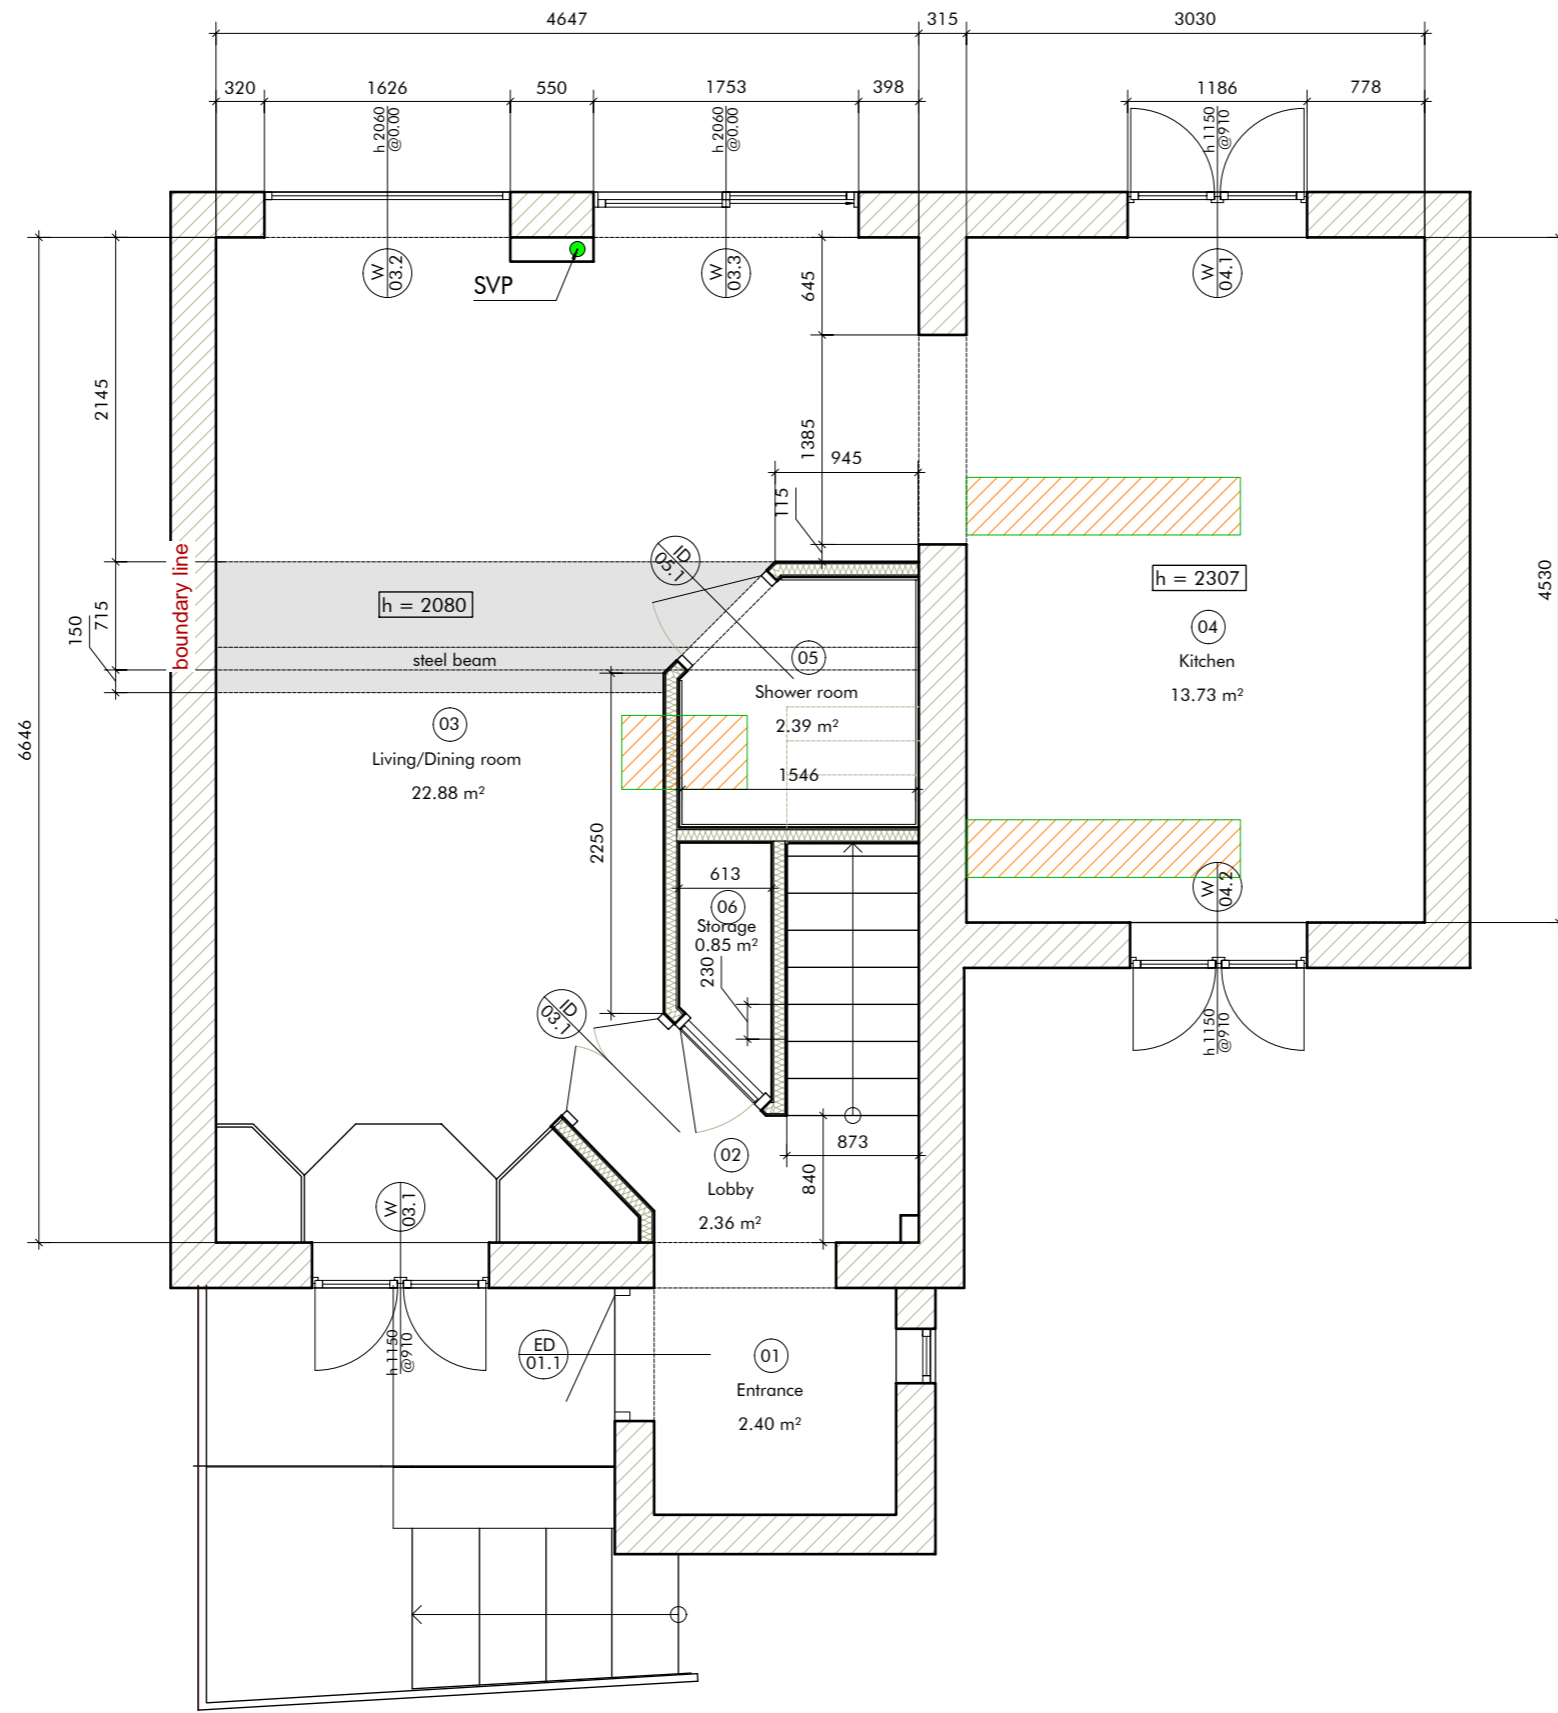 4647
315
3030
320
1626
550
1753
398
1186
778
h 2060
@0.00
h 2060
@0.00
h 1150
@910
W
03.2
W
03.3
W
04.1
SVP
645
2145
1385
945
115
boundary line
ID
05.1
h = 2080
h = 2307
715
150
steel beam
05
Shower room
2.39 m²
04
Kitchen
13.73 m²
4530
6646
03
Living/Dining room
22.88 m²
1546
2250
613
06
Storage
0.85 m²
230
W
04.2
ID
03.1
h 1150
@910
873
02
Lobby
2.36 m²
840
W
03.1
h 1150
@910
ED
01.1
01
Entrance
2.40 m²